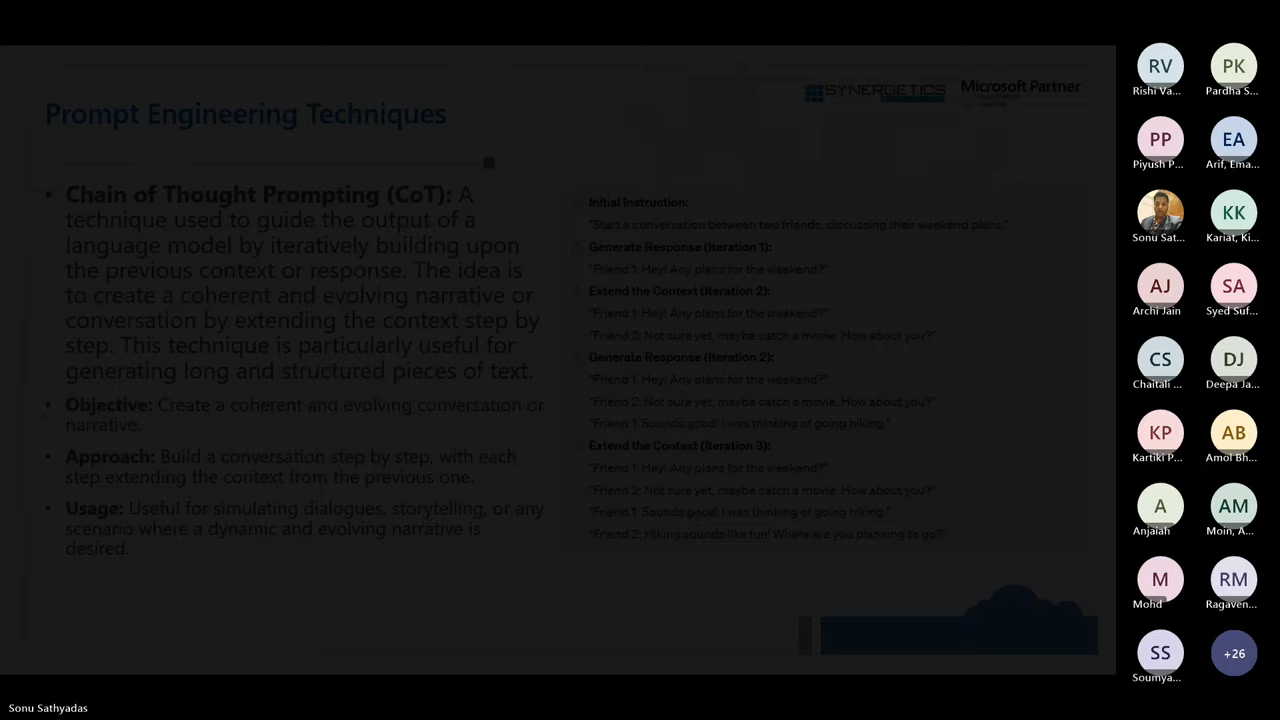 SYNERGETICS
Microsoft Partner
Prompt Engineering Techniques
• Chain of Thought Prompting (CoT): A
technique used to guide the output of a
language model by iteratively building upon
the previous context or response. The idea is
to create a coherent and evolving narrative or
conversation by extending the context step by
step. This technique is particularly useful for
generating long and structured pieces of text.
• Objective: Create a coherent and evolving conversation or
narrative.
• Approach: Build a conversation step by step, with each
step extending the context from the previous one.
• Usage: Useful for simulating dialogues, storytelling, or any
scenario where a dynamic and evolving narrative is
desired.
Initial Instruction:
"Start a conversation between two friends, discussing their weekend plans."
Generate Response (Iteration 1):
"Friend 1: Hey! Any plans for the weekend?"
Extend the Context (Iteration 2):
"Friend 1: Hey! Any plans for the weekend?"
"Friend 2: Not sure yet, maybe catch a movie. How about you?"
Generate Response (Iteration 2):
"Friend 1: Hey! Any plans for the weekend?"
"Friend 2: Not sure yet, maybe catch a movie. How about you?"
"Friend 1: Sounds good! I was thinking of going hiking."
Extend the Context (Iteration 3):
"Friend 1: Hey! Any plans for the weekend?"
"Friend 2: Not sure yet, maybe catch a movie. How about you?"
"Friend 1: Sounds good! I was thinking of going hiking."
"Friend 2: Hiking sounds like fun! Where are you planning to go?"
RV PK
Rishi Va... Pardha S...
PP EA
Piyush P... Arif, Ema...
KK
Sonu Sat... Kariat, Ki...
AJ SA
Archi Jain Syed Suf...
CS DJ
Chaitali ... Deepa Ja...
KP AB
Kartiki P... Amol Bh...
A AM
Anjaiah Moin, A...
M RM
Mohd Ragaven...
SS +26
Soumya...
Sonu Sathyadas